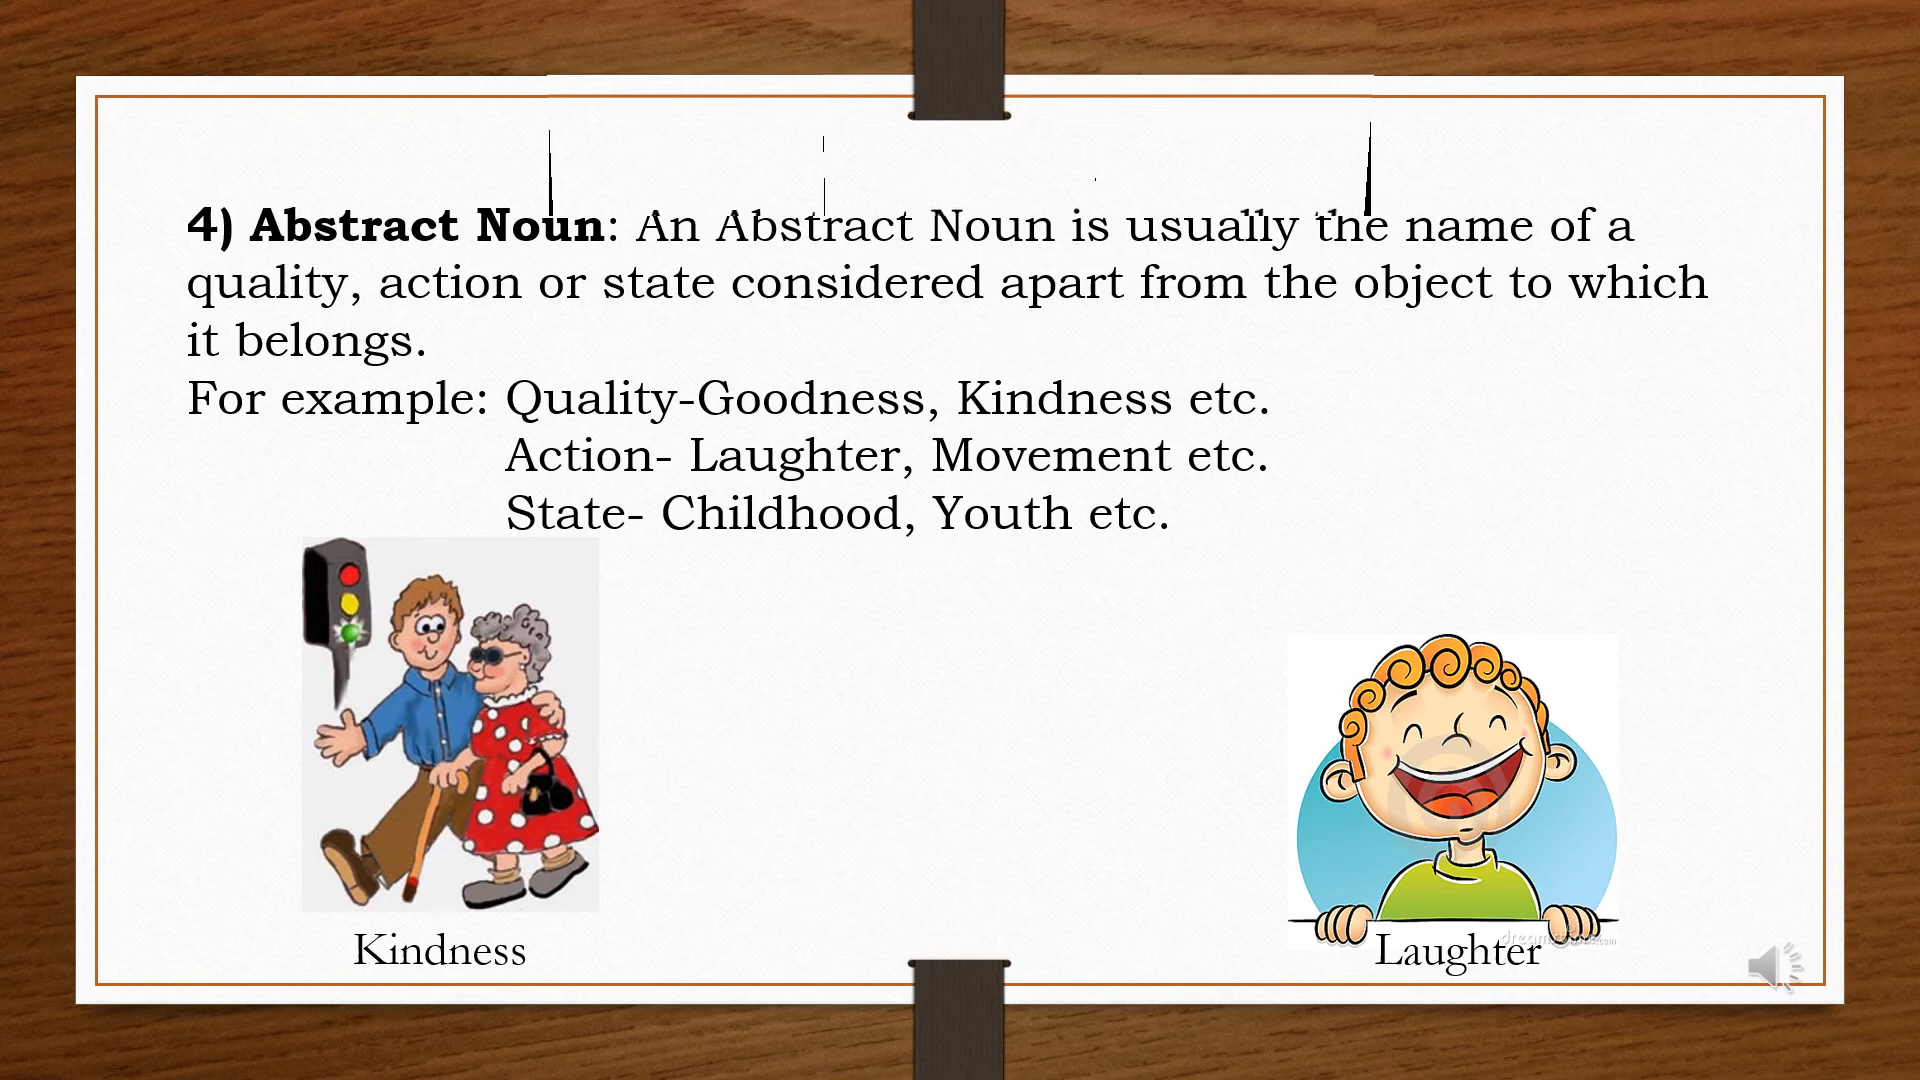 4) Abstract Noun: An Abstract Noun is usually the name of a
quality, action or state considered apart from the object to which
it belongs.
For example: Quality-Goodness, Kindness etc.
Action- Laughter, Movement etc.
State- Childhood, Youth etc.
Kindness
Laughter